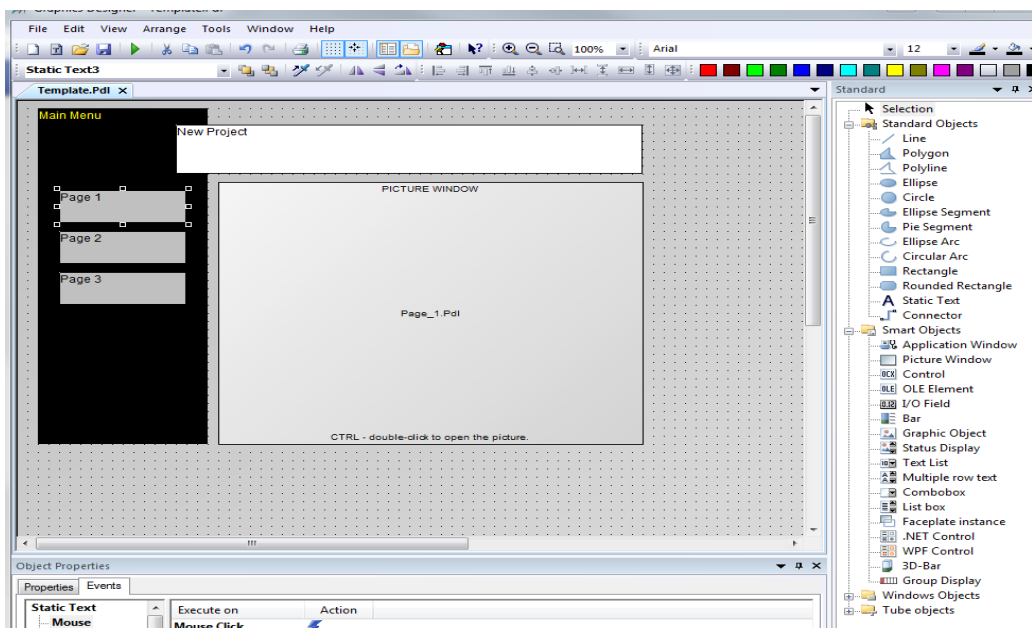 Graphics Designer - Template.Pdl
File Edit View Arrange Tools Window Help
100% Arial 12
Static Text3
Template.Pdl
Main Menu
New Project
Page 1
Page 2
Page 3
PICTURE WINDOW
Page_1.Pdl
CTRL - double-click to open the picture.
Object Properties
Properties Events
Static Text
Mouse
Execute on Action
Mouse Click
Standard
Selection
Standard Objects
Line
Polygon
Polyline
Ellipse
Circle
Ellipse Segment
Pie Segment
Ellipse Arc
Circular Arc
Rectangle
Rounded Rectangle
A Static Text
Connector
Smart Objects
Application Window
Picture Window
OCX Control
OLE OLE Element
0.12 I/O Field
Bar
Graphic Object
Status Display
Text List
Multiple row text
Combobox
List box
Faceplate instance
.NET Control
WPF Control
3D-Bar
Group Display
Windows Objects
Tube objects